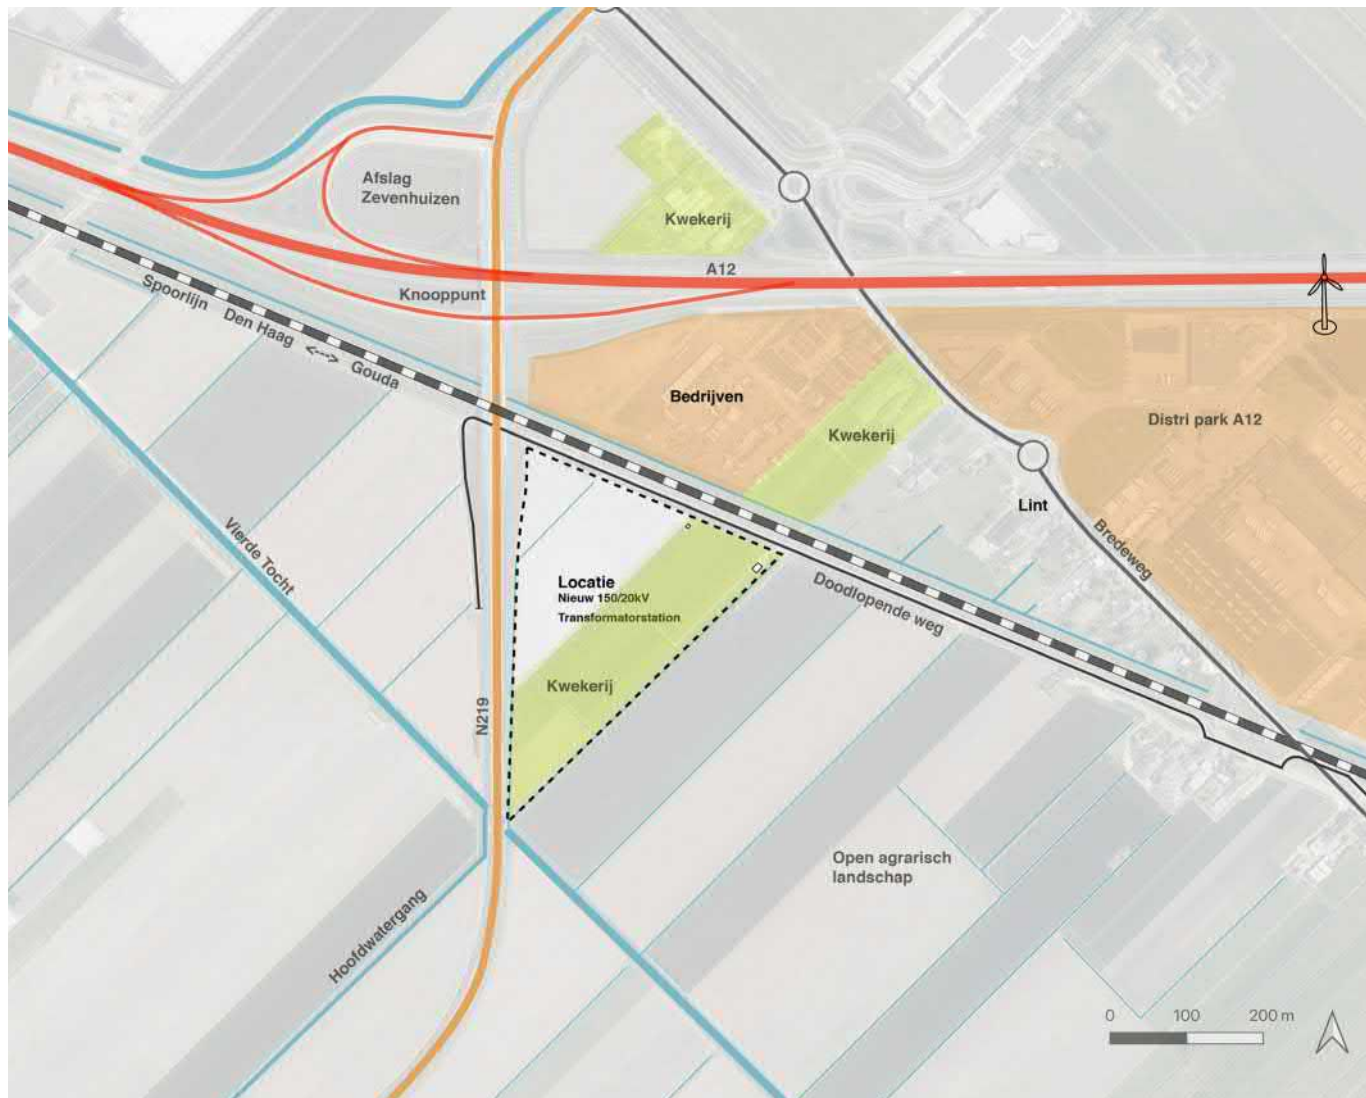 Afslag
Zevenhuizen
Kwekerij
A12
Knooppunt
Spoorlijn Den Haag <---> Gouda
Bedrijven
Kwekerij
Distri park A12
Lint
Bredeweg
Vierde Tocht
Locatie
Nieuw 150/20kV
Transformatorstation
Doodlopende weg
Kwekerij
N219
Open agrarisch
landschap
Hoofdwatergang
0 100 200 m